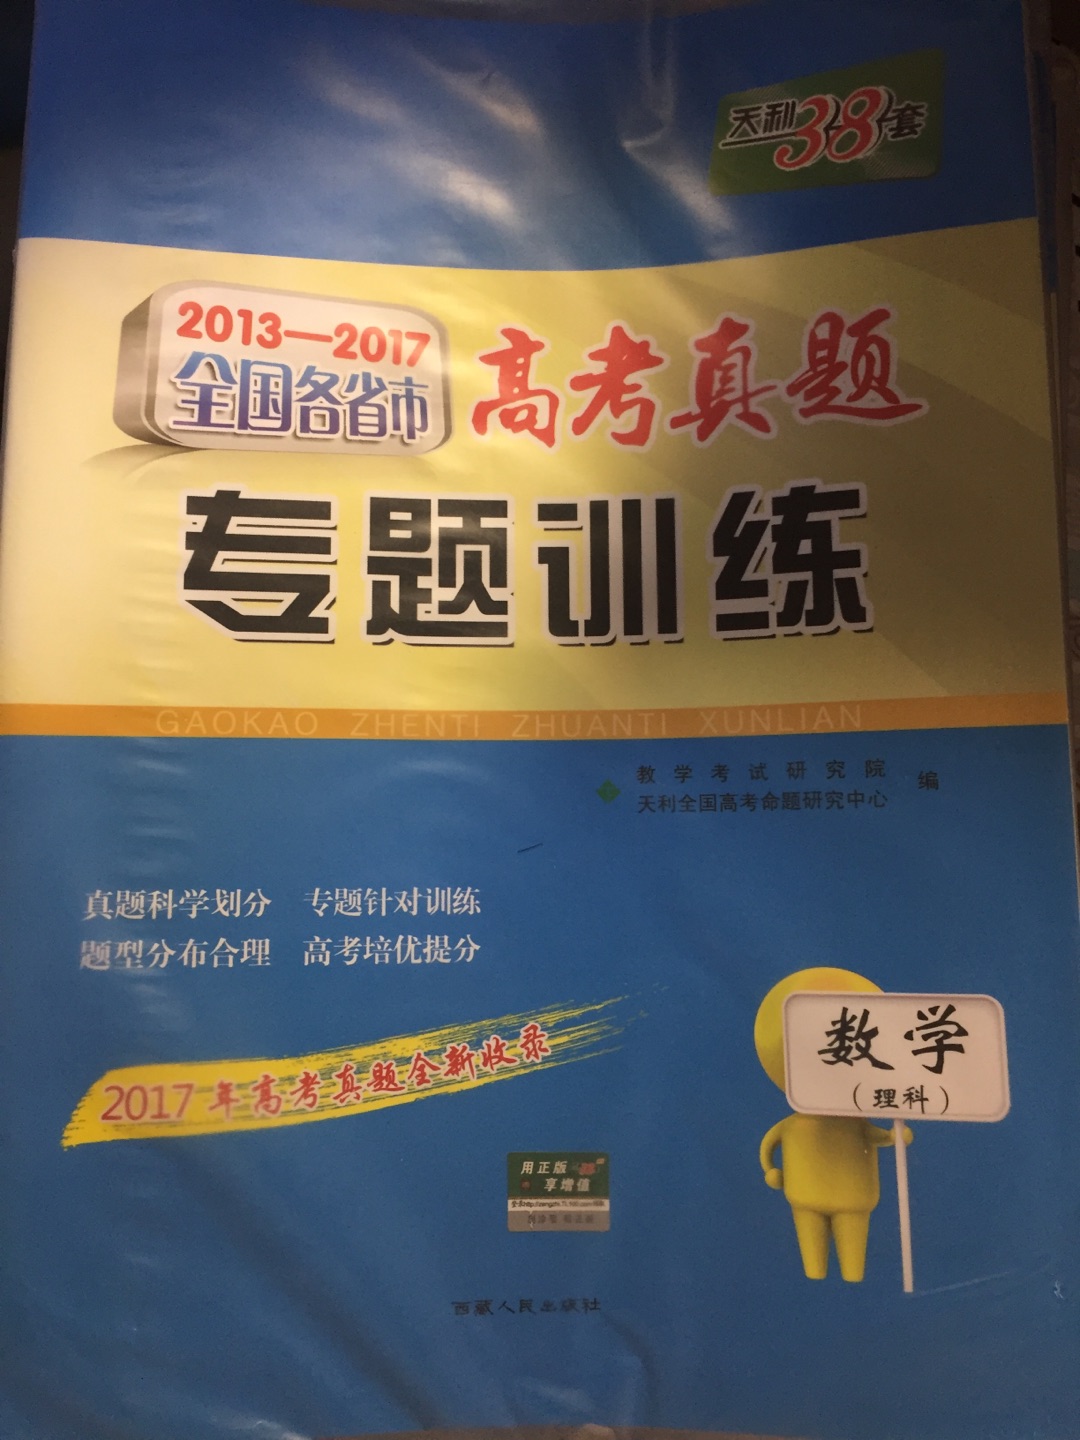 天利38套
2013—2017
全国各省市
高考真题
专题训练
GAOKAO ZHENTI ZHUANTI XUNLIAN
教学考试研究院
天利全国高考命题研究中心
编
真题科学划分 专题针对训练
题型分布合理 高考培优提分
2017年高考真题全新收录
数学
（理科）
用正版
享增值
西藏人民出版社